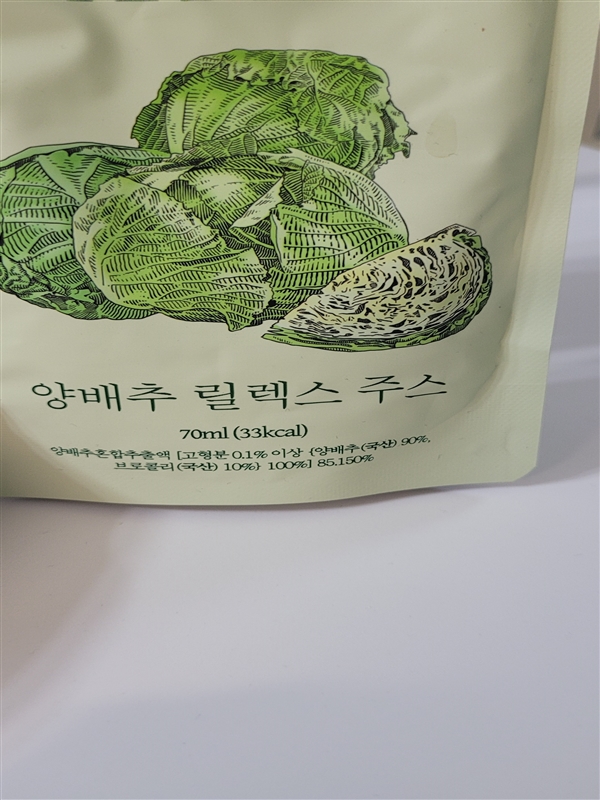 양배추 릴렉스 주스
70ml (33kcal)
양배추혼합추출액 [고형분 0.1% 이상 {양배추(국산) 90%,
브로콜리(국산) 10%} 100%] 85.150%